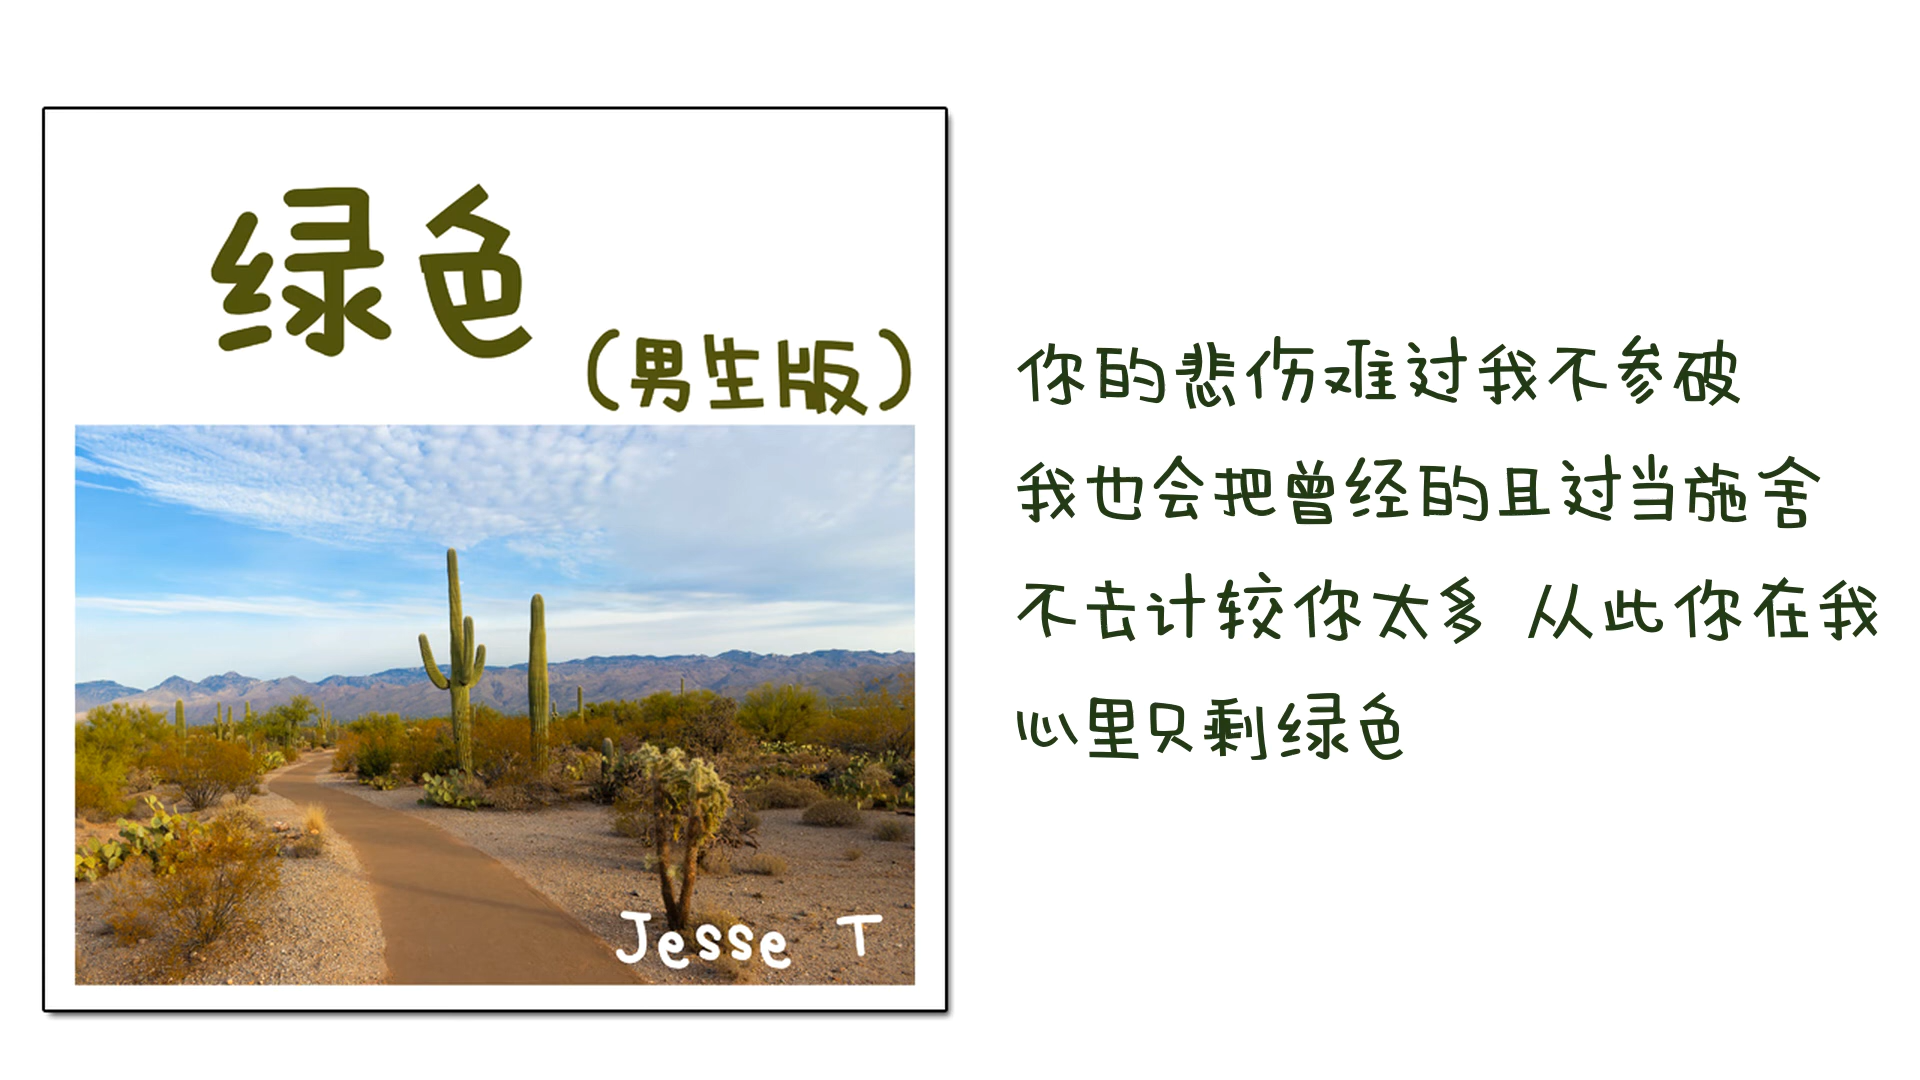 绿色
(男生版)
Jesse T
你的悲伤难过我不参破
我也会把曾经的且过当施舍
不去计较你太多 从此你在我
心里只剩绿色